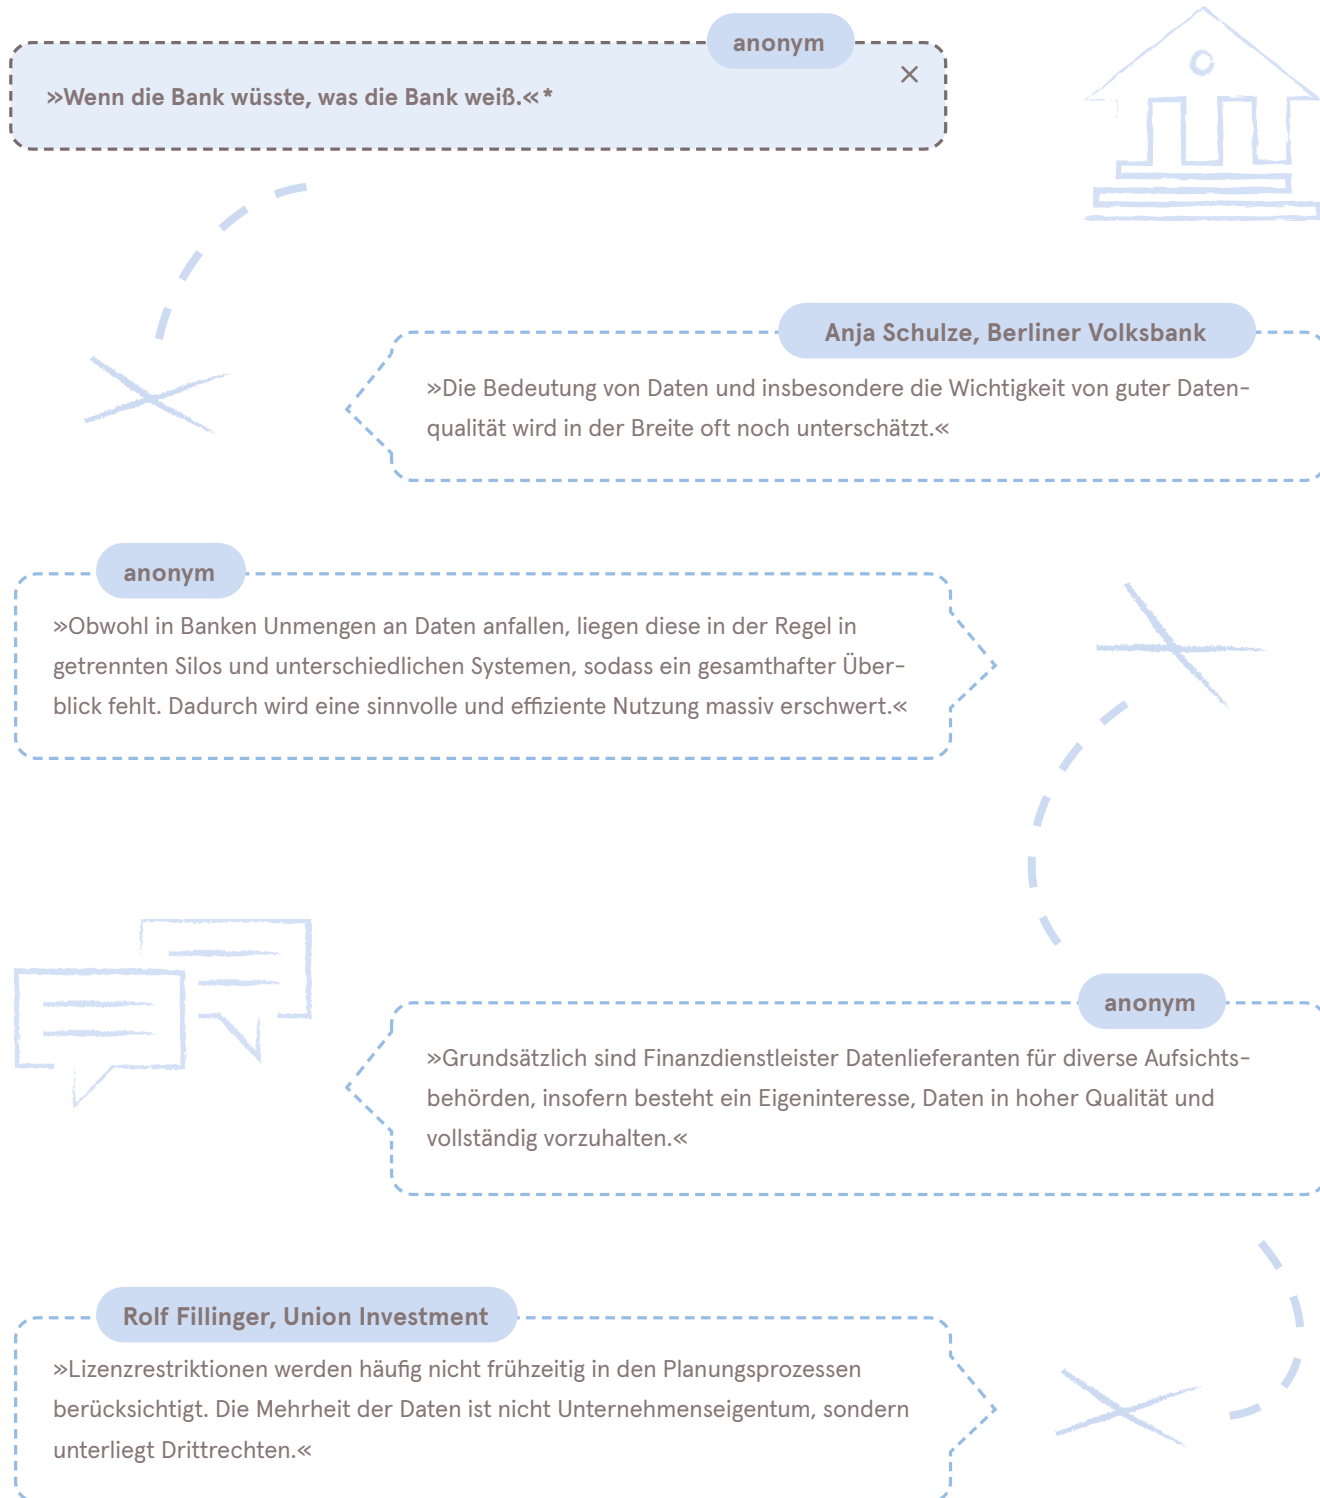 anonym
»Wenn die Bank wüsste, was die Bank weiß.«*
Anja Schulze, Berliner Volksbank
»Die Bedeutung von Daten und insbesondere die Wichtigkeit von guter Daten-
qualität wird in der Breite oft noch unterschätzt.«
anonym
»Obwohl in Banken Unmengen an Daten anfallen, liegen diese in der Regel in
getrennten Silos und unterschiedlichen Systemen, sodass ein gesamthafter Über-
blick fehlt. Dadurch wird eine sinnvolle und effiziente Nutzung massiv erschwert.«
anonym
»Grundsätzlich sind Finanzdienstleister Datenlieferanten für diverse Aufsichts-
behörden, insofern besteht ein Eigeninteresse, Daten in hoher Qualität und
vollständig vorzuhalten.«
Rolf Fillinger, Union Investment
»Lizenzrestriktionen werden häufig nicht frühzeitig in den Planungsprozessen
berücksichtigt. Die Mehrheit der Daten ist nicht Unternehmenseigentum, sondern
unterliegt Drittrechten.«